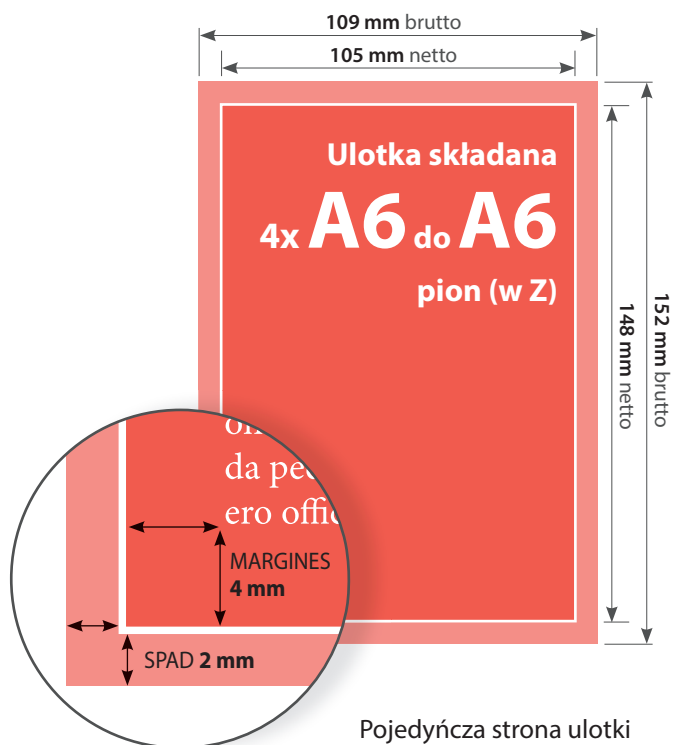 109 mm brutto
105 mm netto
Ulotka składana
4x A6 do A6
pion (w Z)
148 mm netto
152 mm brutto
da pe
ero offi
MARGINES
4 mm
SPAD 2 mm
Pojedyńcza strona ulotki